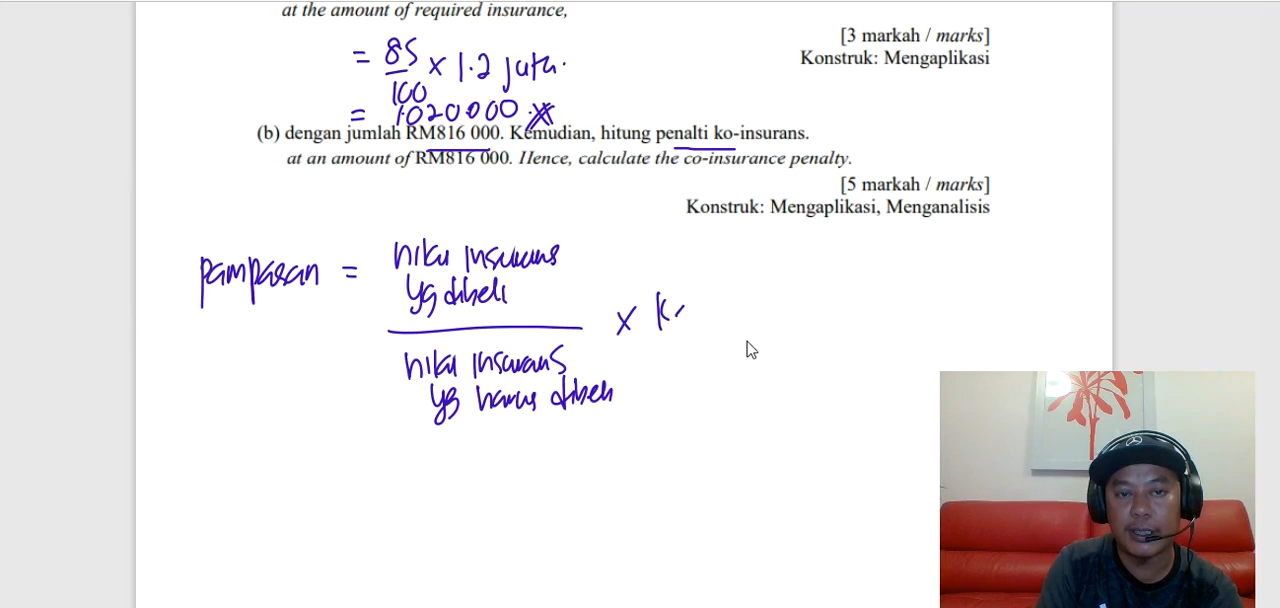 at the amount of required insurance,
[3 markah / marks]
Konstruk: Mengaplikasi
= 85/100 × 1.2 juta.
= 1020000
(b) dengan jumlah RM816 000. Kemudian, hitung penalti ko-insurans.
at an amount of RM816 000. Hence, calculate the co-insurance penalty.
[5 markah / marks]
Konstruk: Mengaplikasi, Menganalisis
pampasan =
nilai insurans
yg dibeli
× K
nilai insurans
yg harus dibeli